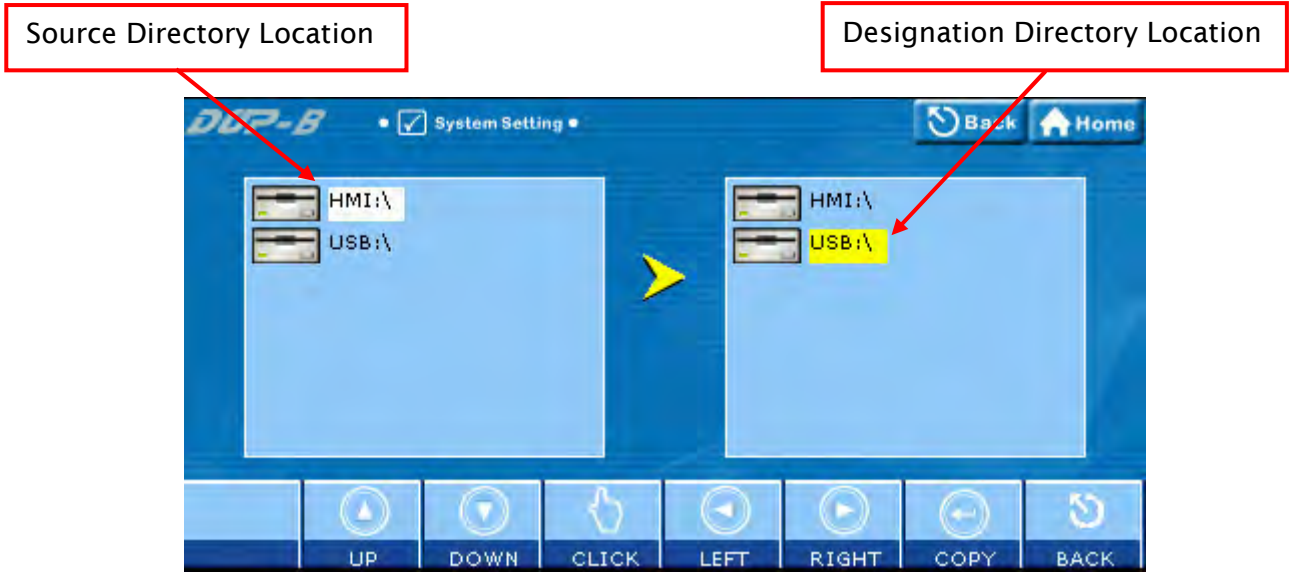 Source Directory Location
Designation Directory Location
DUP-B
• System Setting •
Back
Home
HMI:\
USB:\
HMI:\
USB:\
UP
DOWN
CLICK
LEFT
RIGHT
COPY
BACK